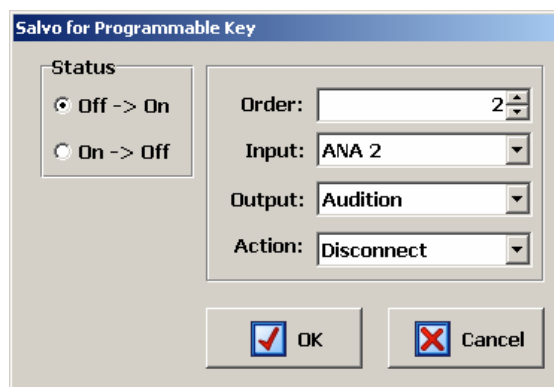 Salvo for Programmable Key
Status
Off -> On
On -> Off
Order: 2
Input: ANA 2
Output: Audition
Action: Disconnect
OK
Cancel